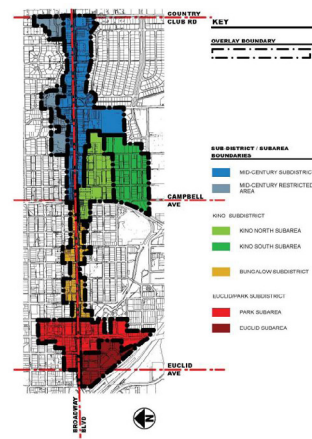 COUNTRY
CLUB RD
KEY
OVERLAY BOUNDARY
SUB-DISTRICT / SUBAREA
BOUNDARIES
MID-CENTURY SUBDISTRICT
MID-CENTURY RESTRICTED
AREA
CAMPBELL
AVE
KINO SUBDISTRICT
KINO NORTH SUBAREA
KINO SOUTH SUBAREA
BUNGALOW SUBDISTRICT
EUCLID/PARK SUBDISTRICT
PARK SUBAREA
EUCLID SUBAREA
EUCLID
AVE
BROADWAY
BLVD